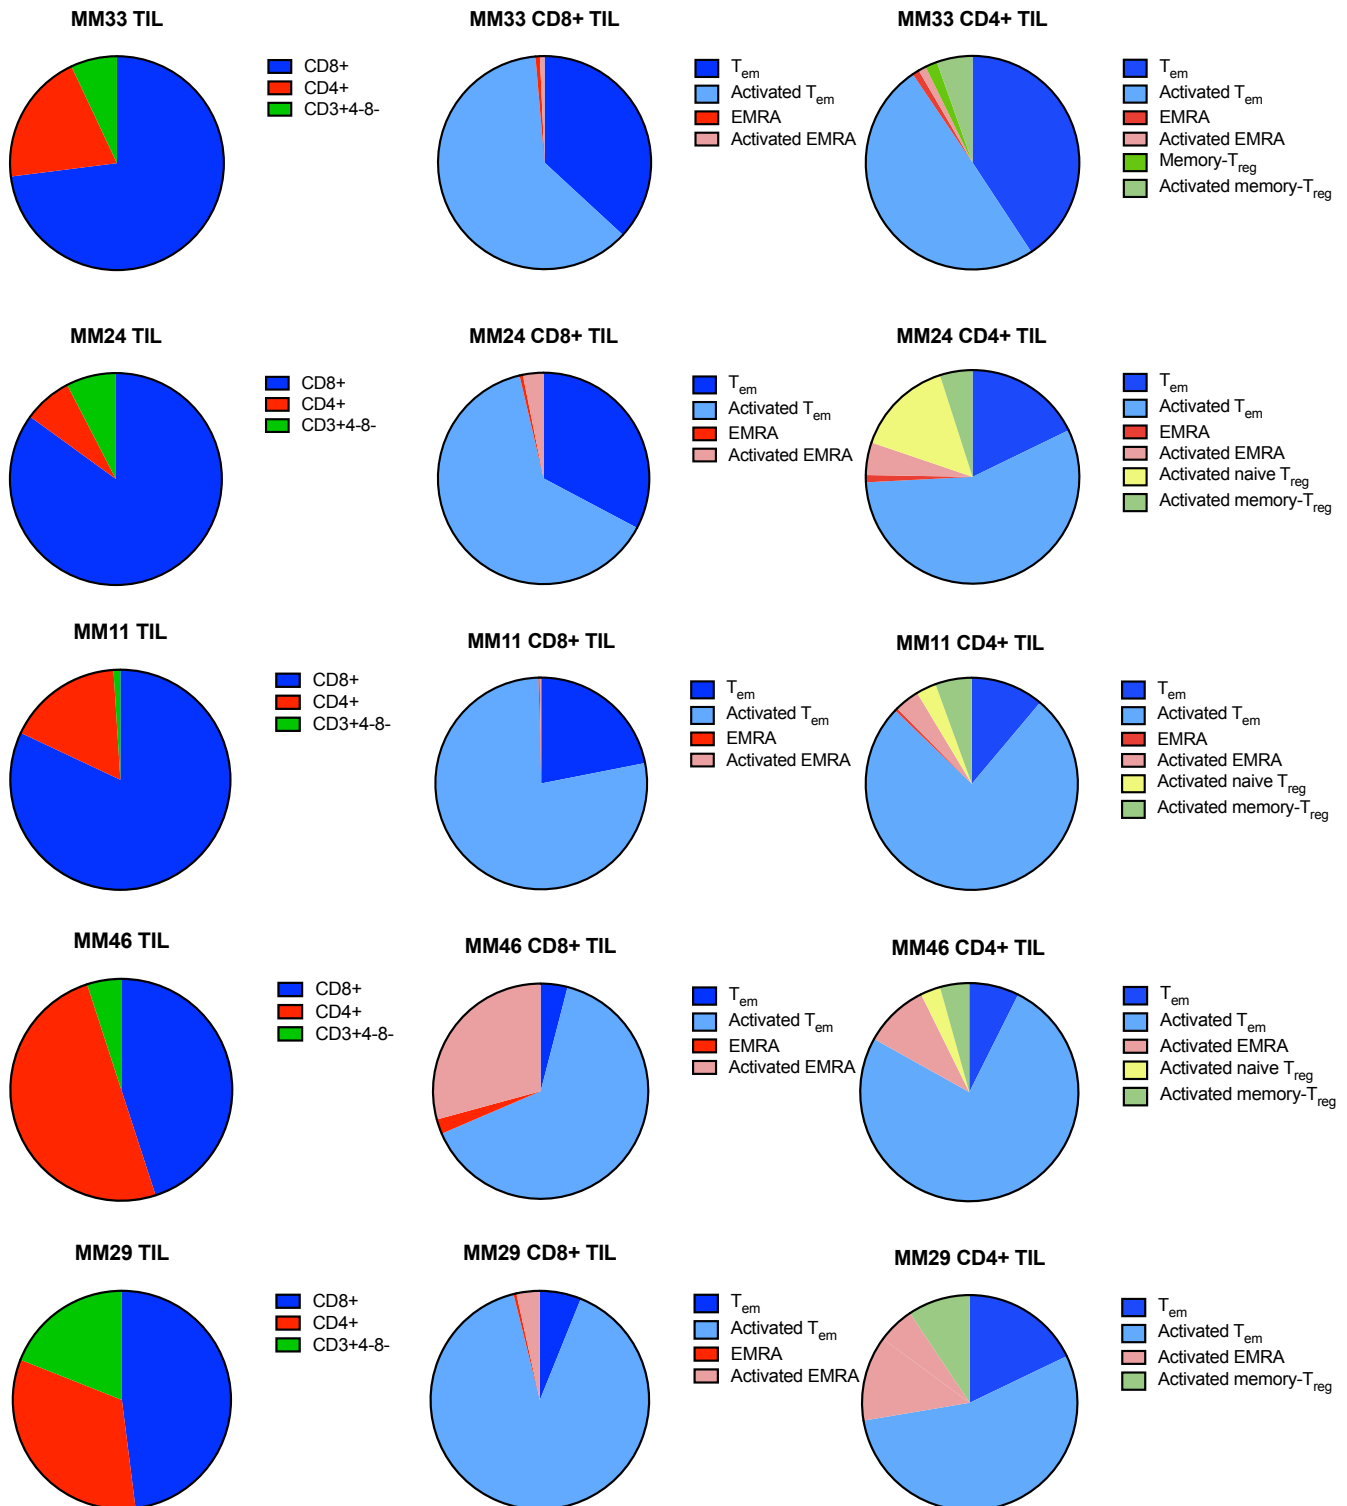 MM33 TIL
CD8+
CD4+
CD3+4-8-
MM33 CD8+ TIL
Tem
Activated Tem
EMRA
Activated EMRA
MM33 CD4+ TIL
Tem
Activated Tem
EMRA
Activated EMRA
Memory-Treg
Activated memory-Treg
MM24 TIL
CD8+
CD4+
CD3+4-8-
MM24 CD8+ TIL
Tem
Activated Tem
EMRA
Activated EMRA
MM24 CD4+ TIL
Tem
Activated Tem
EMRA
Activated EMRA
Activated naive Treg
Activated memory-Treg
MM11 TIL
CD8+
CD4+
CD3+4-8-
MM11 CD8+ TIL
Tem
Activated Tem
EMRA
Activated EMRA
MM11 CD4+ TIL
Tem
Activated Tem
EMRA
Activated EMRA
Activated naive Treg
Activated memory-Treg
MM46 TIL
CD8+
CD4+
CD3+4-8-
MM46 CD8+ TIL
Tem
Activated Tem
EMRA
Activated EMRA
MM46 CD4+ TIL
Tem
Activated Tem
Activated EMRA
Activated naive Treg
Activated memory-Treg
MM29 TIL
CD8+
CD4+
CD3+4-8-
MM29 CD8+ TIL
Tem
Activated Tem
EMRA
Activated EMRA
MM29 CD4+ TIL
Tem
Activated Tem
Activated EMRA
Activated memory-Treg